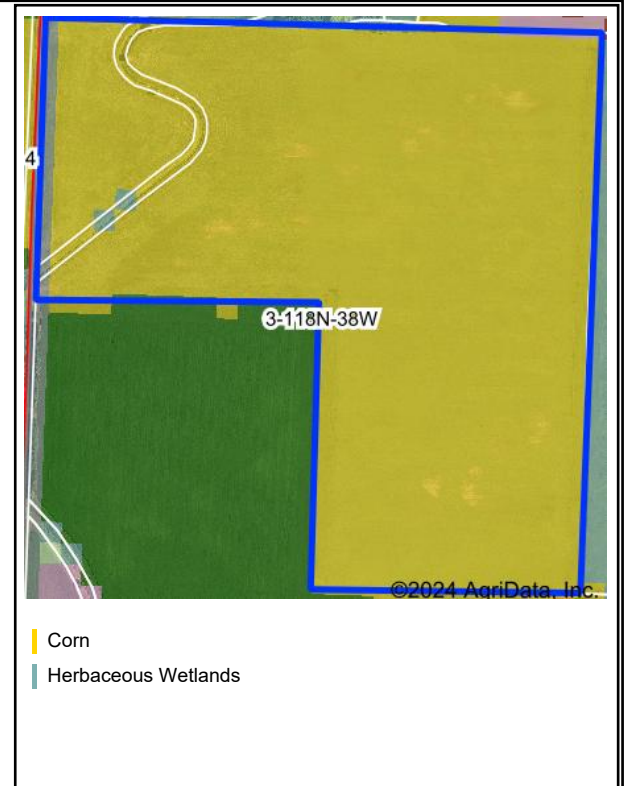 4
3-118N-38W
©2024 AgriData, Inc.
Corn
Herbaceous Wetlands